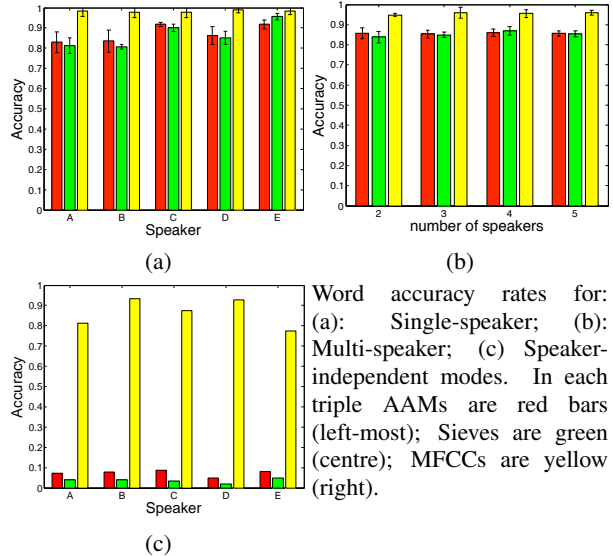 1
0.9
0.8
0.7
0.6
0.5
0.4
0.3
0.2
0.1
0
Accuracy
A B C D E
Speaker
(a)
1
0.9
0.8
0.7
0.6
0.5
0.4
0.3
0.2
0.1
0
Accuracy
2 3 4 5
number of speakers
(b)
1
0.9
0.8
0.7
0.6
0.5
0.4
0.3
0.2
0.1
0
Accuracy
A B C D E
Speaker
(c)
Word accuracy rates for:
(a): Single-speaker; (b):
Multi-speaker; (c) Speaker-
independent modes. In each
triple AAMs are red bars
(left-most); Sieves are green
(centre); MFCCs are yellow
(right).